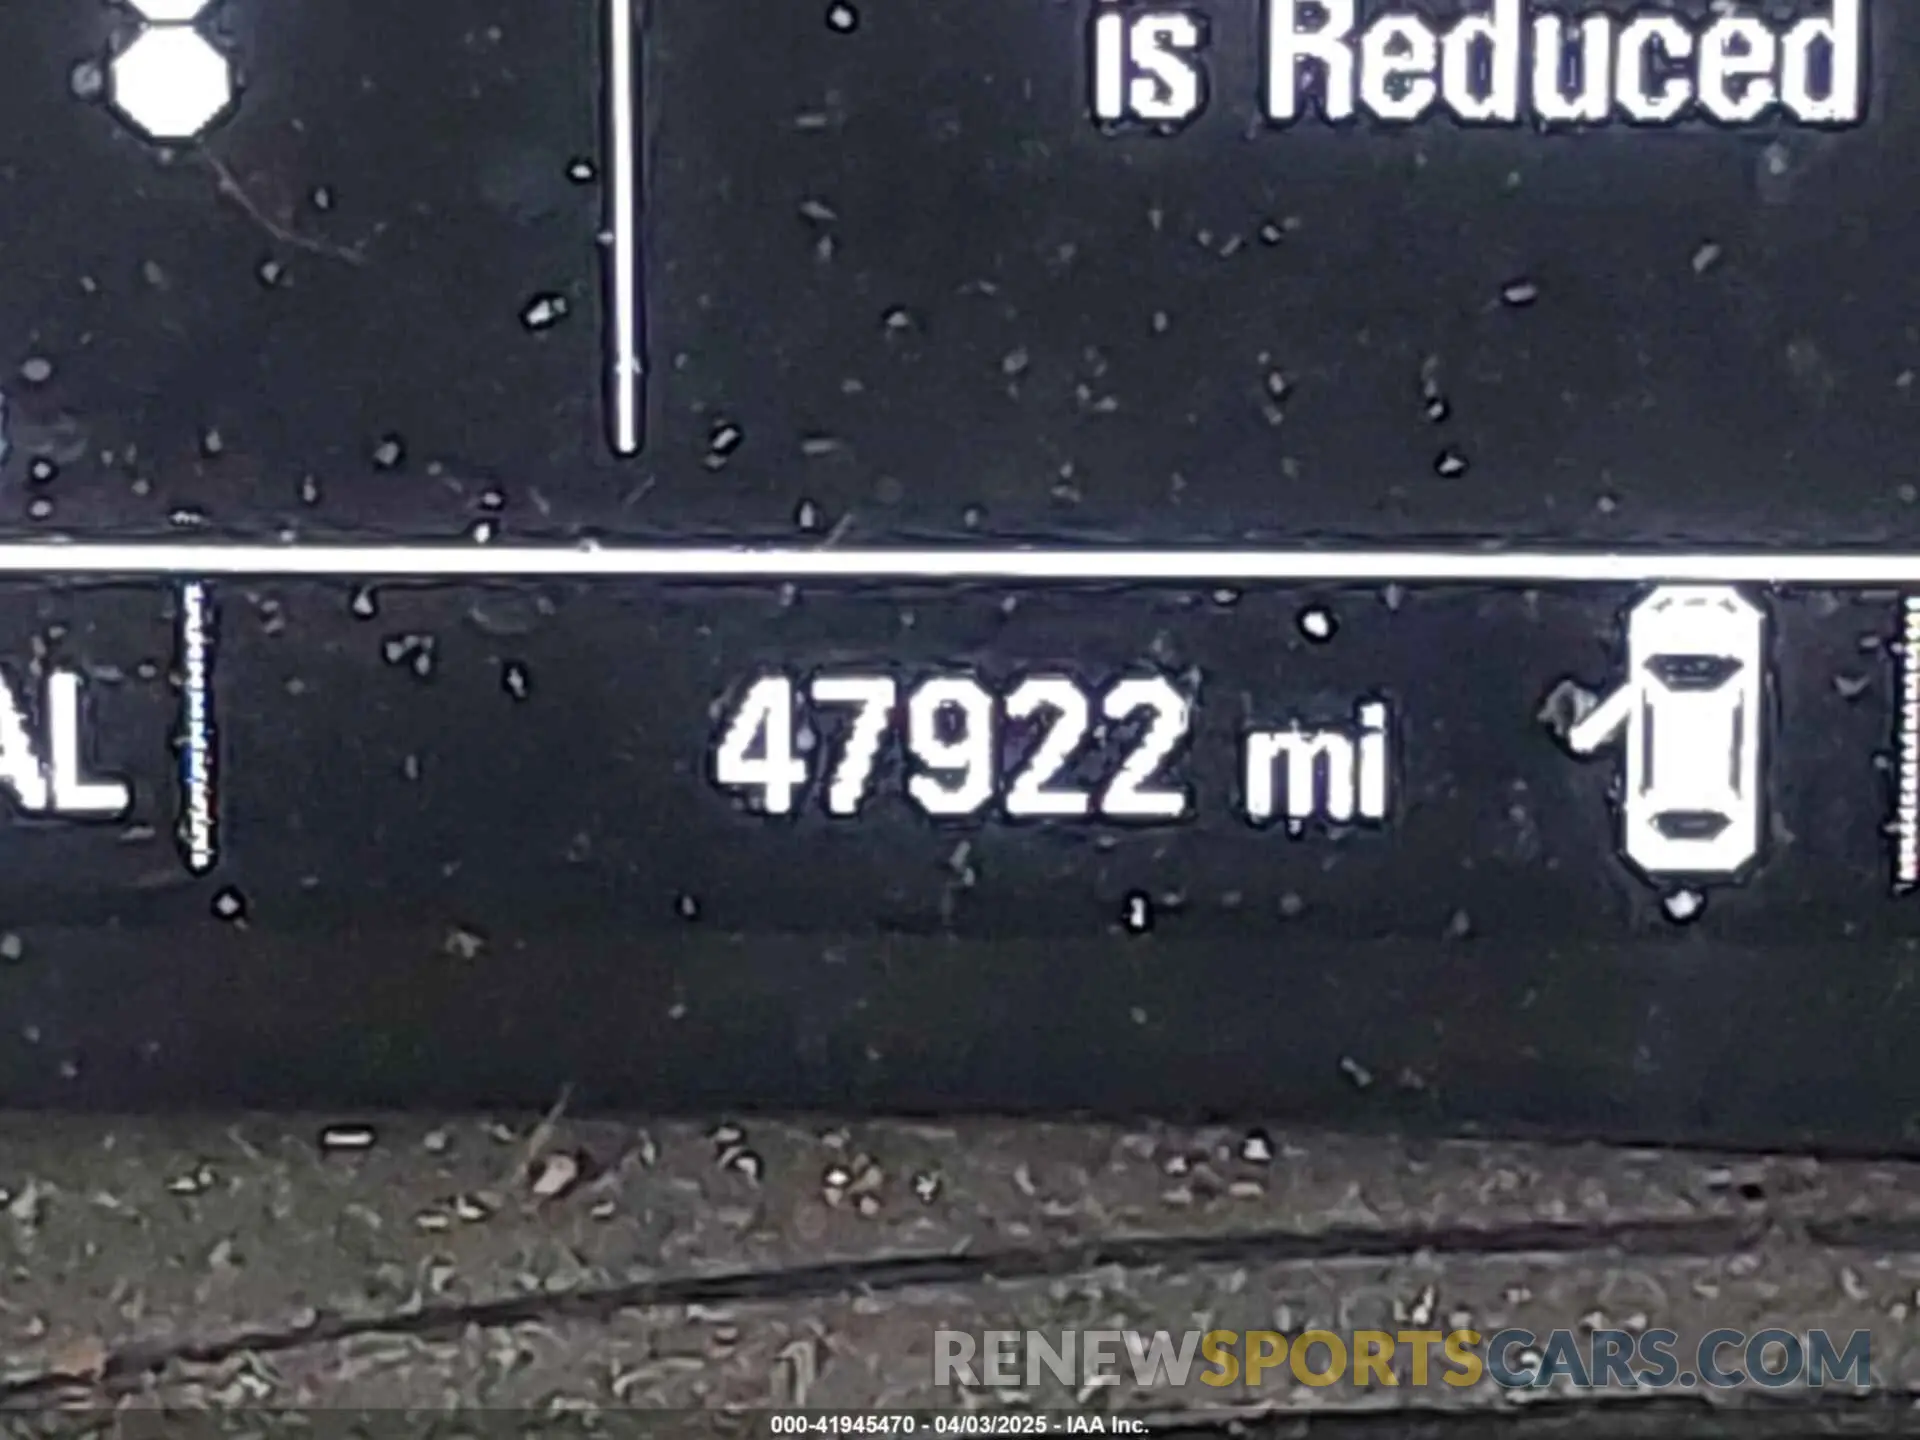 is Reduced
AL
47922 mi
RENEWSPORTSCARS.COM
000-41945470 - 04/03/2025 - IAA Inc.